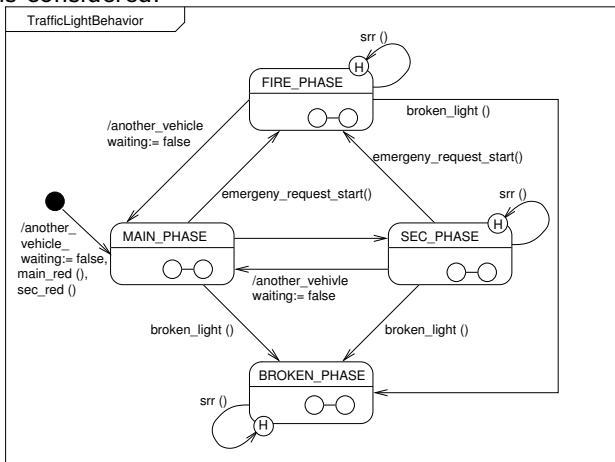 is considered.
TrafficLightBehavior
srr ()
H
FIRE_PHASE
/another_vehicle
waiting:= false
broken_light ()
emergeny_request_start()
emergeny_request_start()
srr ()
H
/another_
vehicle_
waiting:= false,
main_red (),
sec_red ()
MAIN_PHASE
SEC_PHASE
/another_vehivle
waiting:= false
broken_light ()
broken_light ()
BROKEN_PHASE
srr ()
H